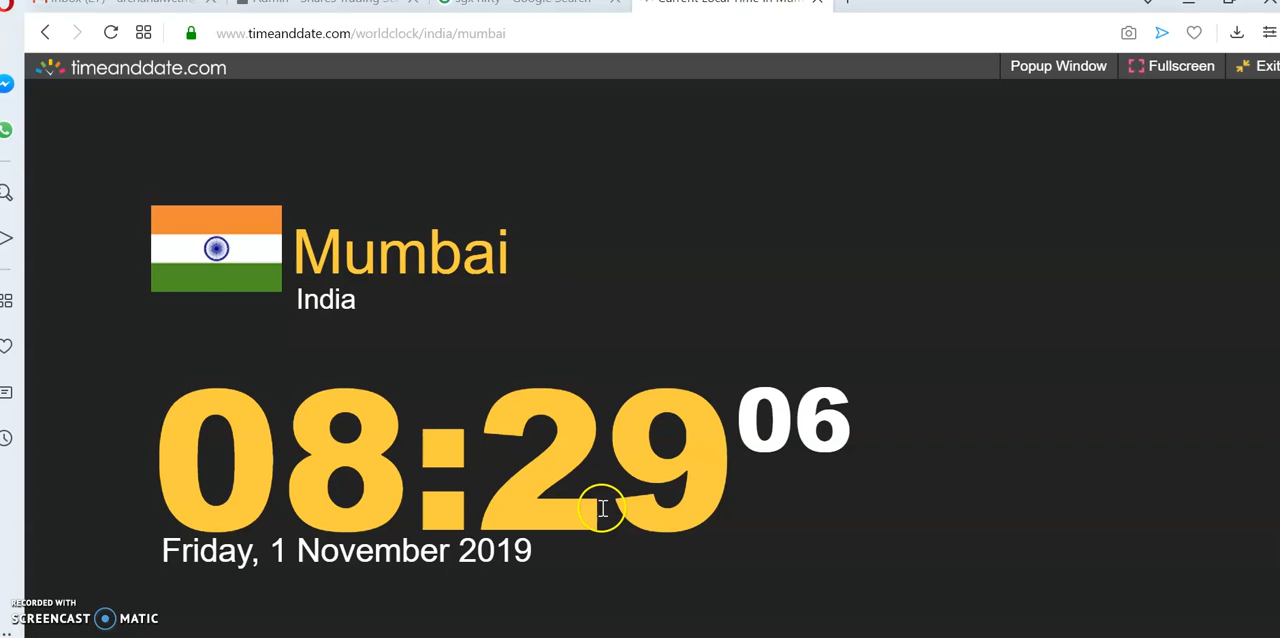 www.timeanddate.com/worldclock/india/mumbai
timeanddate.com
Popup Window
Fullscreen
Exit
Mumbai
India
08:29 06
Friday, 1 November 2019
RECORDED WITH
SCREENCAST MATIC